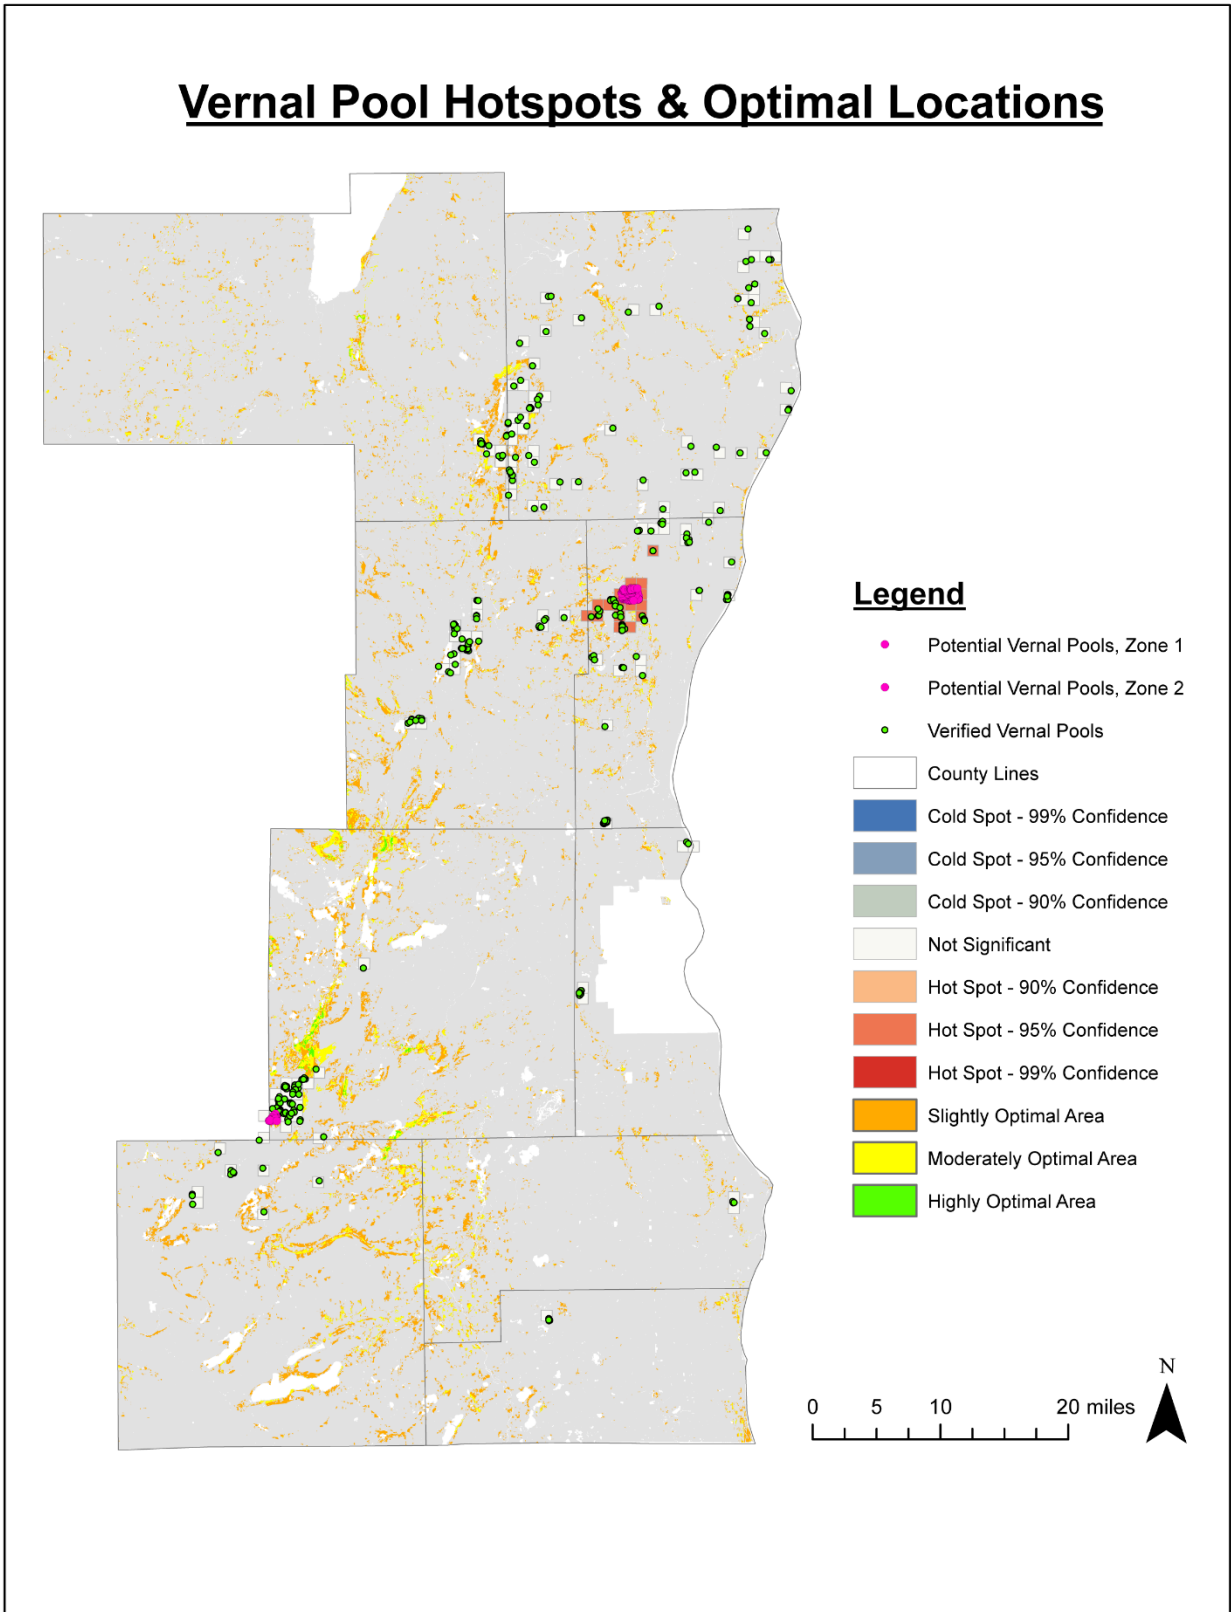 Vernal Pool Hotspots & Optimal Locations
Legend
Potential Vernal Pools, Zone 1
Potential Vernal Pools, Zone 2
Verified Vernal Pools
County Lines
Cold Spot - 99% Confidence
Cold Spot - 95% Confidence
Cold Spot - 90% Confidence
Not Significant
Hot Spot - 90% Confidence
Hot Spot - 95% Confidence
Hot Spot - 99% Confidence
Slightly Optimal Area
Moderately Optimal Area
Highly Optimal Area
N
0 5 10 20 miles